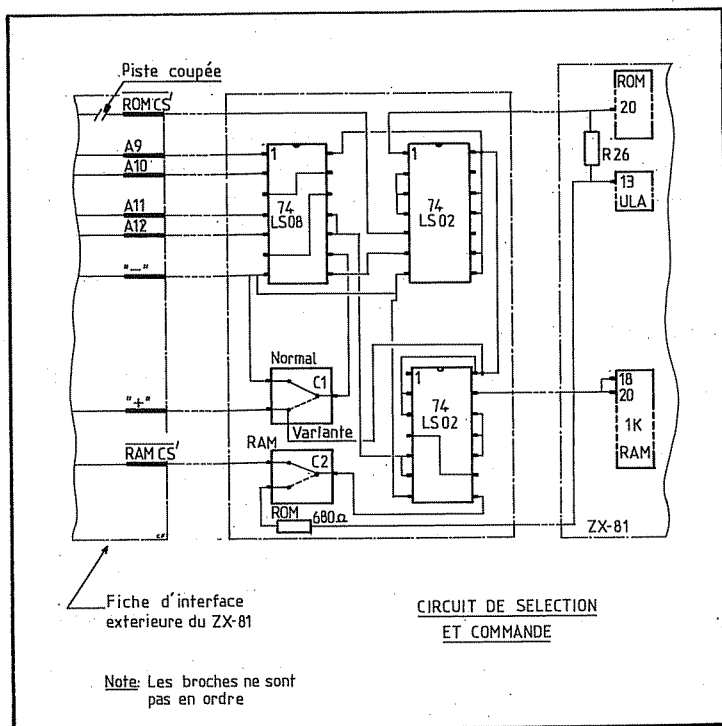 Piste coupée
ROM CS'
A9
A10
A11
A12
"—"
"+"
RAM CS'
1
74
LS08
1
74
LS02
ROM
20
R26
13
ULA
Normal
C1
Variante
RAM
C2
ROM
680Ω
1
74
LS02
18
20
1K
RAM
ZX-81
Fiche d'interface
exterieure du ZX-81
CIRCUIT DE SELECTION
ET COMMANDE
Note: Les broches ne sont
pas en ordre